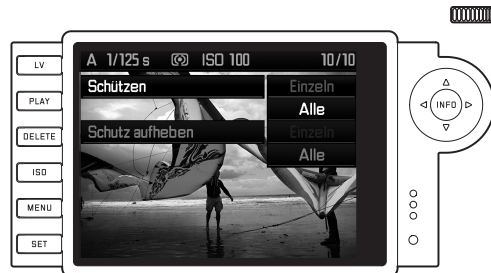 LV
PLAY
DELETE
ISO
MENU
SET
A 1/125 s ISO 100 10/10
Schützen Einzeln
Alle
Schutz aufheben Einzeln
Alle
INFO